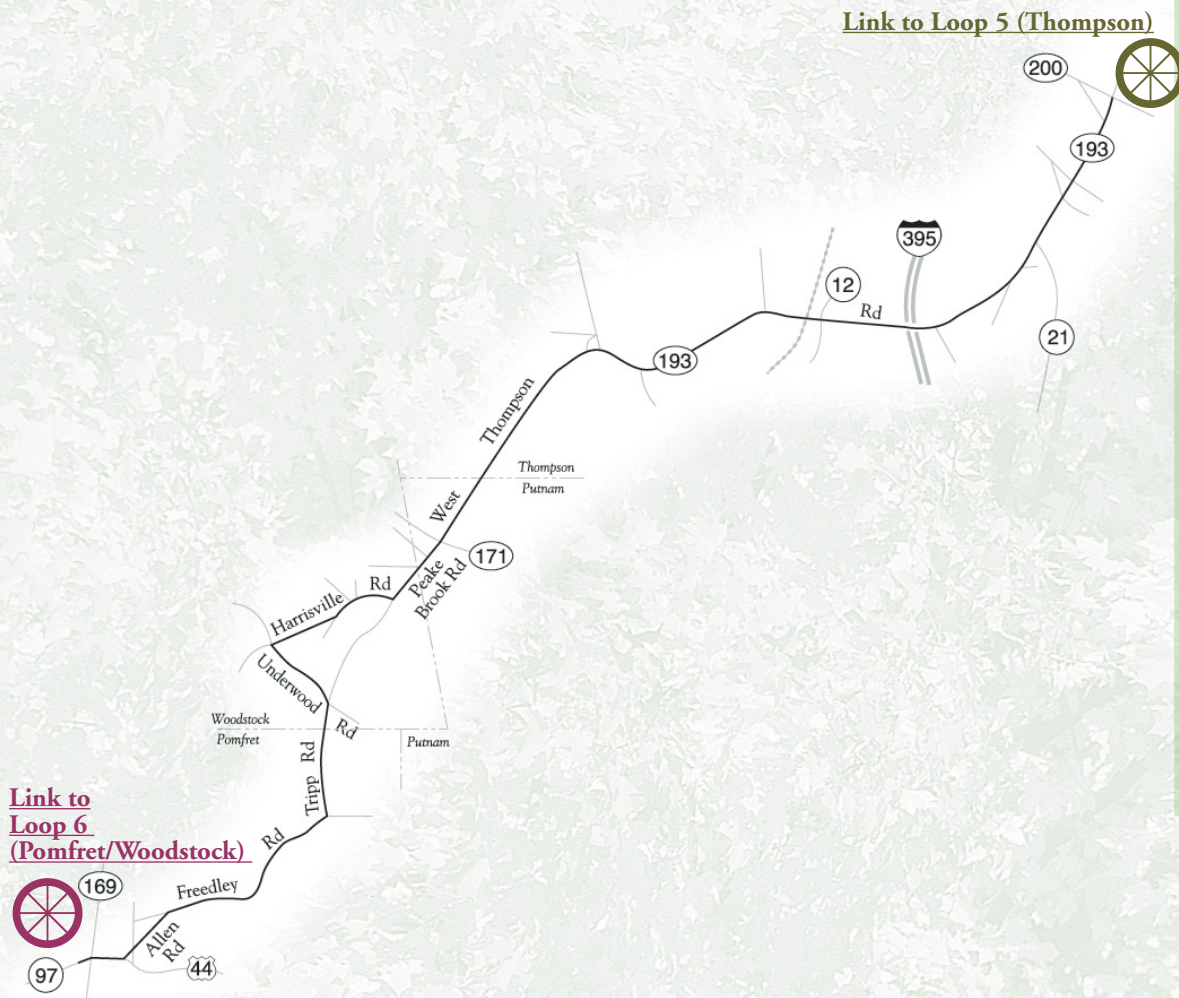 Link to Loop 5 (Thompson)
200
193
395
12
Rd
21
193
Thompson
Thompson
Putnam
West
171
Peake
Brook Rd
Rd
Harrisville
Underwood
Rd
Woodstock
Pomfret
Putnam
Tripp Rd
Link to
Loop 6
(Pomfret/Woodstock)
Rd
Freedley
169
Allen
Rd
44
97